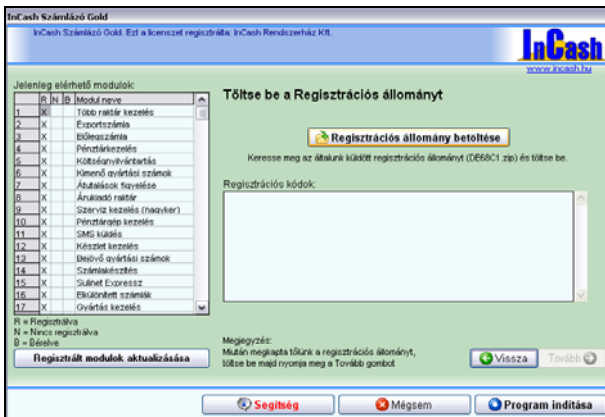 InCash Számlázó Gold
InCash Számlázó Gold. Ezt a licenszet regisztrálta: InCash Rendszerház Kft.
InCash
www.incash.hu
Jelenleg elérhető modulok:
R N B Modul neve
1 X Több raktár kezelés
2 X Exportszámla
3 X Előlegszámla
4 X Pénztárkezelés
5 X Költségnyilvántartás
6 X Kimenő gyártási számok
7 X Átutalások figyelése
8 X Árukiadó raktár
9 X Szerviz kezelés (nagyker)
10 X Pénztárgép kezelés
11 X SMS küldés
12 X Készlet kezelés
13 X Bejövő gyártási számok
14 X Számlakészítés
15 X Sulinet Expressz
16 X Elkülönített számlák
17 X Gyártás kezelés
R = Regisztrálva
N = Nincs regisztrálva
B = Bérelve
Regisztrált modulok aktualizásása
Töltse be a Regisztrációs állományt
Regisztrációs állomány betöltése
Keresse meg az általunk küldött regisztrációs állományt (DE68C1.zip) és töltse be.
Regisztrációs kódok:
Megjegyzés:
Miután megkapta tőlünk a regisztrációs állományt,
töltse be majd nyomja meg a Tovább gombot
Vissza
Tovább
Segítség
Mégsem
Program indítása